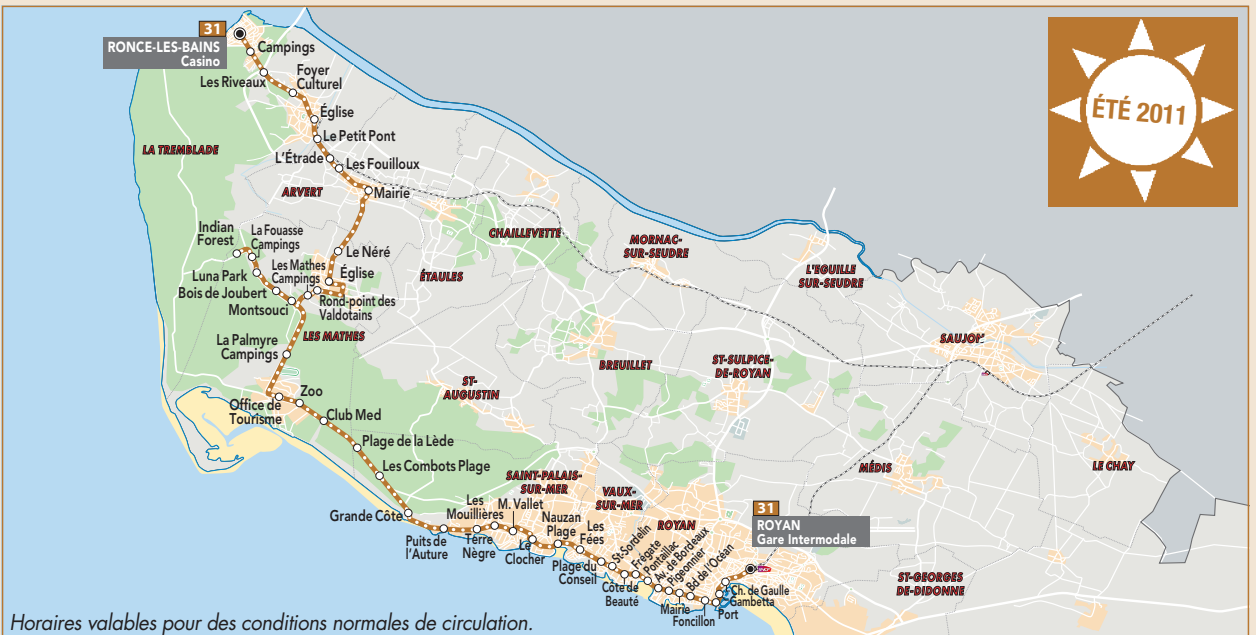 31
RONCE-LES-BAINS
Casino
Campings
Les Riveaux
Foyer
Culturel
Église
Le Petit Pont
L'Étrade
Les Fouilloux
Mairie
LA TREMBLADE
ARVERT
ÉTÉ 2011
Indian
Forest
La Fouasse
Campings
Luna Park
Bois de Joubert
Montsouci
Les Mathes
Campings
Le Néré
Église
Rond-point des
Valdotains
LES MATHES
La Palmyre
Campings
ÉTAULES
CHAILLEVETTE
MORNAC-
SUR-SEUDRE
L'EGUILLE
SUR-SEUDRE
SAUJON
BREUILLET
ST-SULPICE-
DE-ROYAN
ST-
AUGUSTIN
Office de
Tourisme
Zoo
Club Med
Plage de la Lède
Les Combots Plage
Grande Côte
SAINT-PALAIS-
SUR-MER
VAUX-
SUR-MER
ROYAN
MÉDIS
LE CHAY
ST-GEORGES
DE-DIDONNE
Puits de
l'Auture
Terre
Nègre
Les
Mouillères
M. Vallet
Le
Clocher
Nauzan
Plage
Les
Fées
Plage du
Conseil
St-Sordelin
Côte de
Beauté
Frégate
Pontaillac
Av. de Bordeaux
Pigeonnier
Mairie
Bd de l'Océan
Foncillon
Port
Gambetta
Ch. de Gaulle
31
ROYAN
Gare Intermodale
Horaires valables pour des conditions normales de circulation.